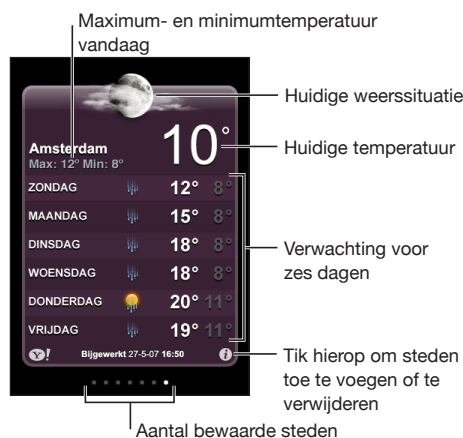 Maximum- en minimumtemperatuur
vandaag
Huidige weerssituatie
Amsterdam
Max: 12° Min: 8°
10°
Huidige temperatuur
ZONDAG 12° 8°
MAANDAG 15° 8°
DINSDAG 18° 8°
WOENSDAG 18° 8°
DONDERDAG 20° 11°
VRIJDAG 19° 11°
Verwachting voor
zes dagen
Y! Bijgewerkt 27-5-07 16:50 i
Tik hierop om steden
toe te voegen of te
verwijderen
Aantal bewaarde steden